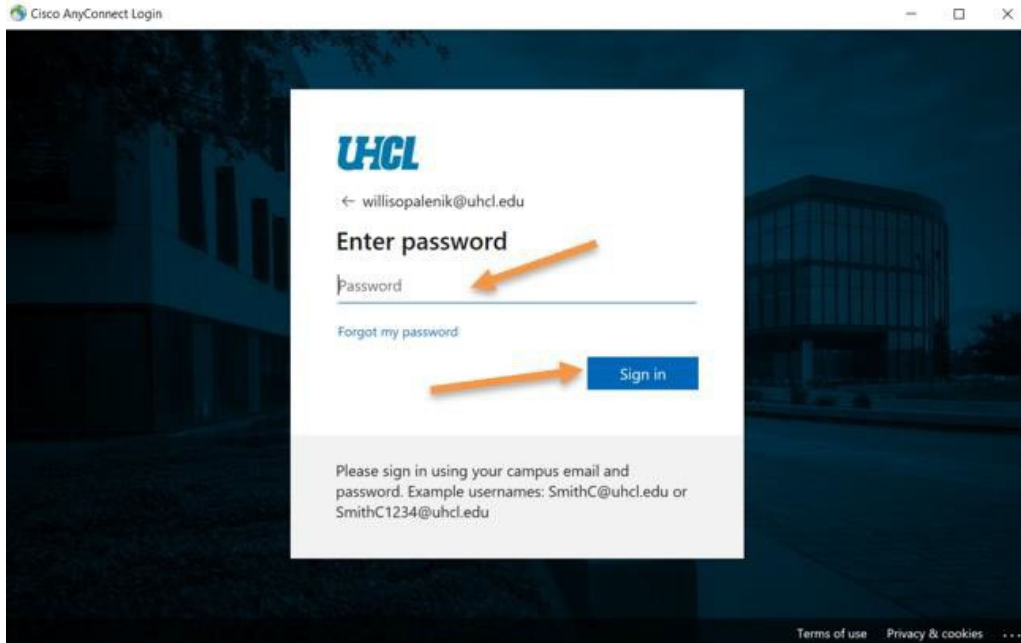 Cisco AnyConnect Login
UHCL
← willisopalenik@uhcl.edu
Enter password
Password
Forgot my password
Sign in
Please sign in using your campus email and
password. Example usernames: SmithC@uhcl.edu or
SmithC1234@uhcl.edu
Terms of use Privacy & cookies ...